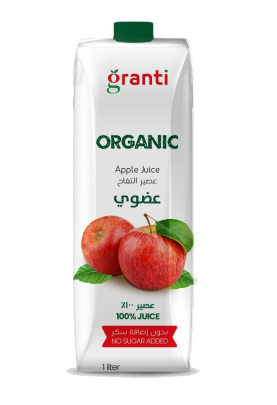 granti
ORGANIC
Apple Juice
عصير التفاح
عضوي
عصير ١٠٠٪
100% JUICE
بدون إضافة سكر
NO SUGAR ADDED
1 liter